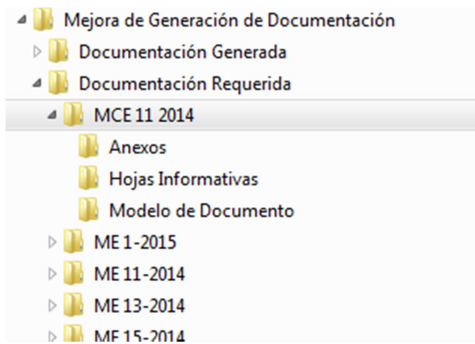 Mejora de Generación de Documentación
Documentación Generada
Documentación Requerida
MCE 11 2014
Anexos
Hojas Informativas
Modelo de Documento
ME 1-2015
ME 11-2014
ME 13-2014
ME 15-2014